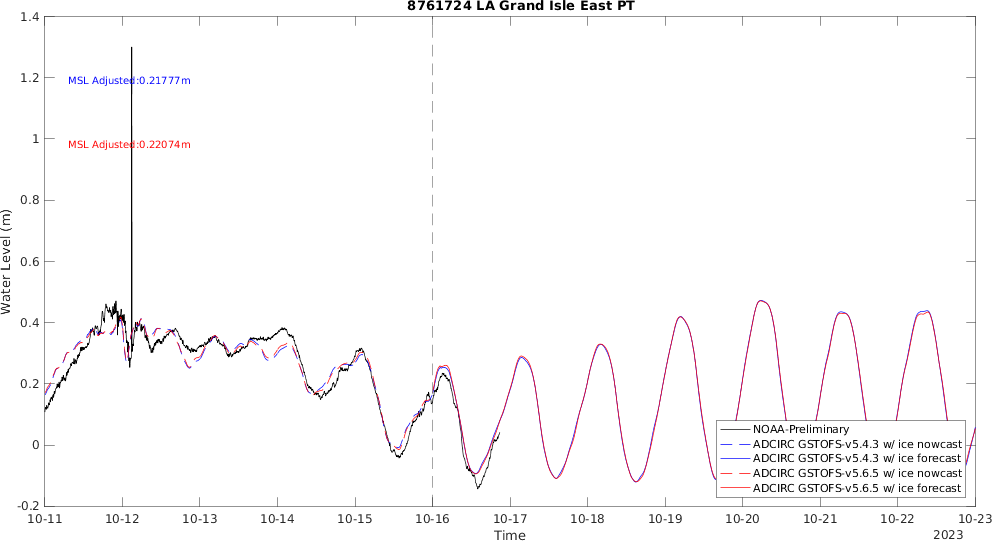 8761724 LA Grand Isle East PT
1.4
1.2
1
0.8
0.6
0.4
0.2
0
-0.2
Water Level (m)
MSL Adjusted:0.21777m
MSL Adjusted:0.22074m
NOAA-Preliminary
ADCIRC GSTOFS-v5.4.3 w/ ice nowcast
ADCIRC GSTOFS-v5.4.3 w/ ice forecast
ADCIRC GSTOFS-v5.6.5 w/ ice nowcast
ADCIRC GSTOFS-v5.6.5 w/ ice forecast
10-11 10-12 10-13 10-14 10-15 10-16 10-17 10-18 10-19 10-20 10-21 10-22 10-23
Time
2023